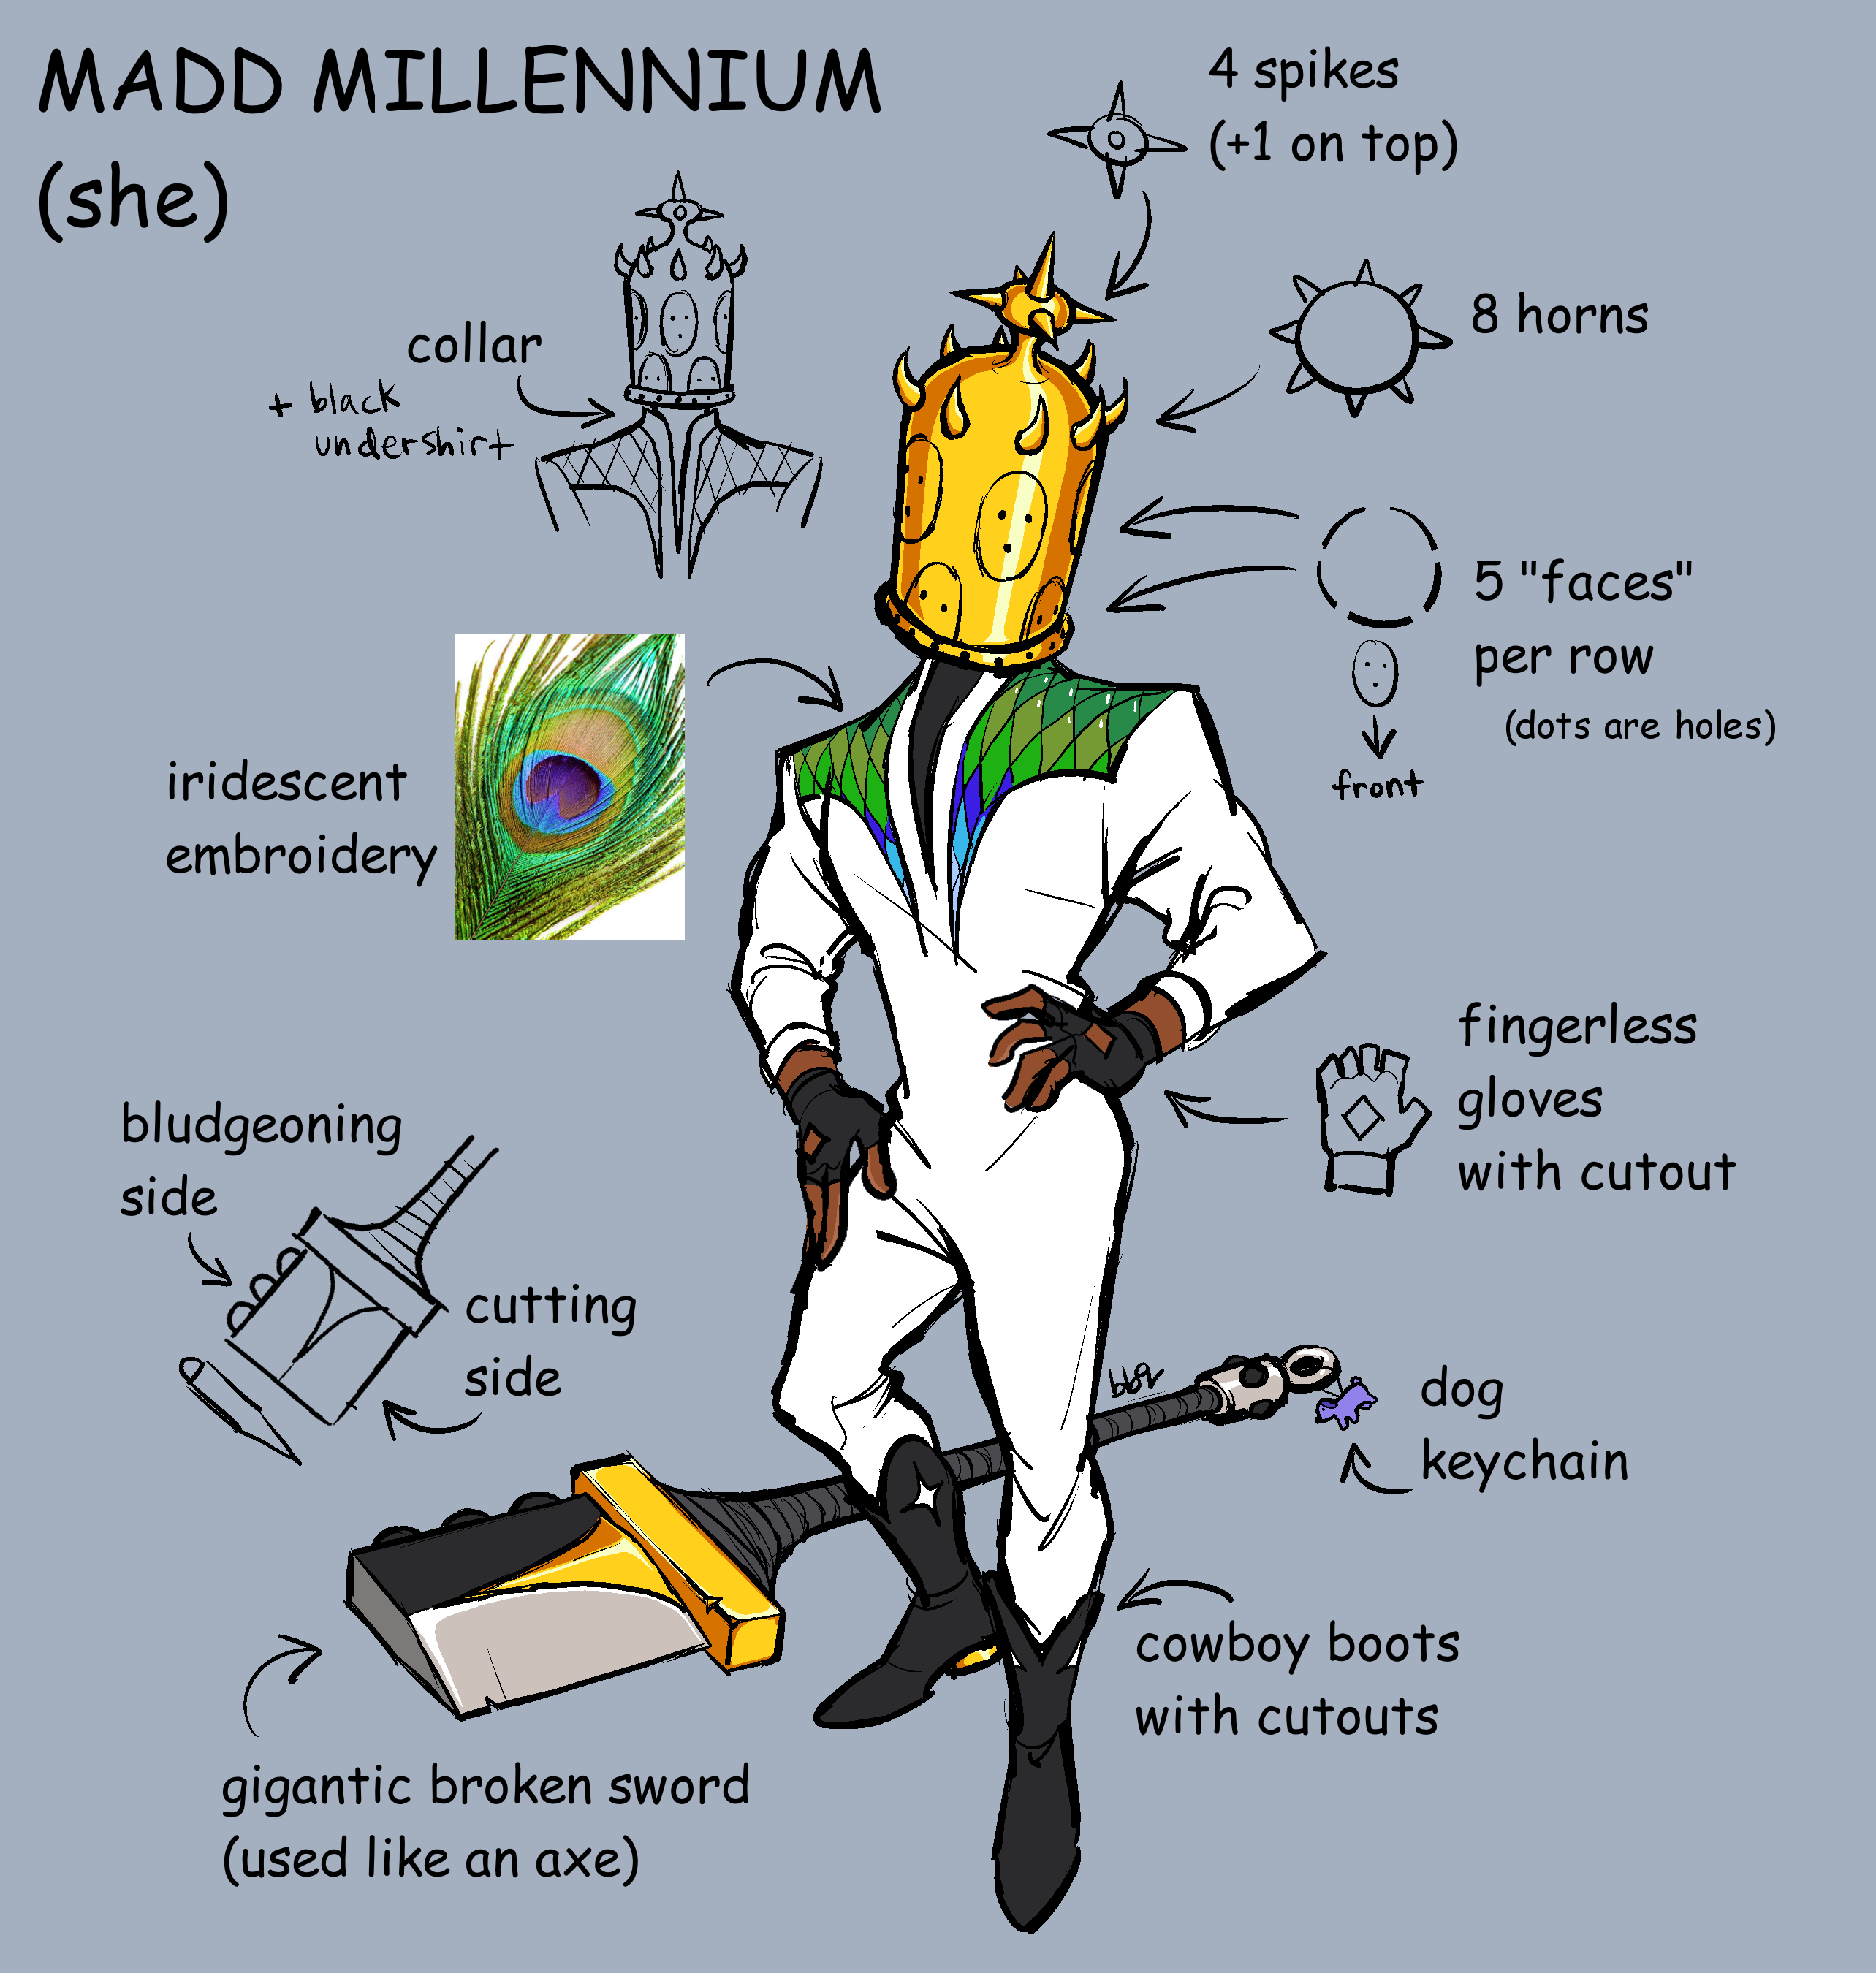 MADD MILLENNIUM
(she)
4 spikes
(+1 on top)
8 horns
collar
+ black
undershirt
5 "faces"
per row
(dots are holes)
front
iridescent
embroidery
fingerless
gloves
with cutout
bludgeoning
side
cutting
side
bbq
dog
keychain
cowboy boots
with cutouts
gigantic broken sword
(used like an axe)